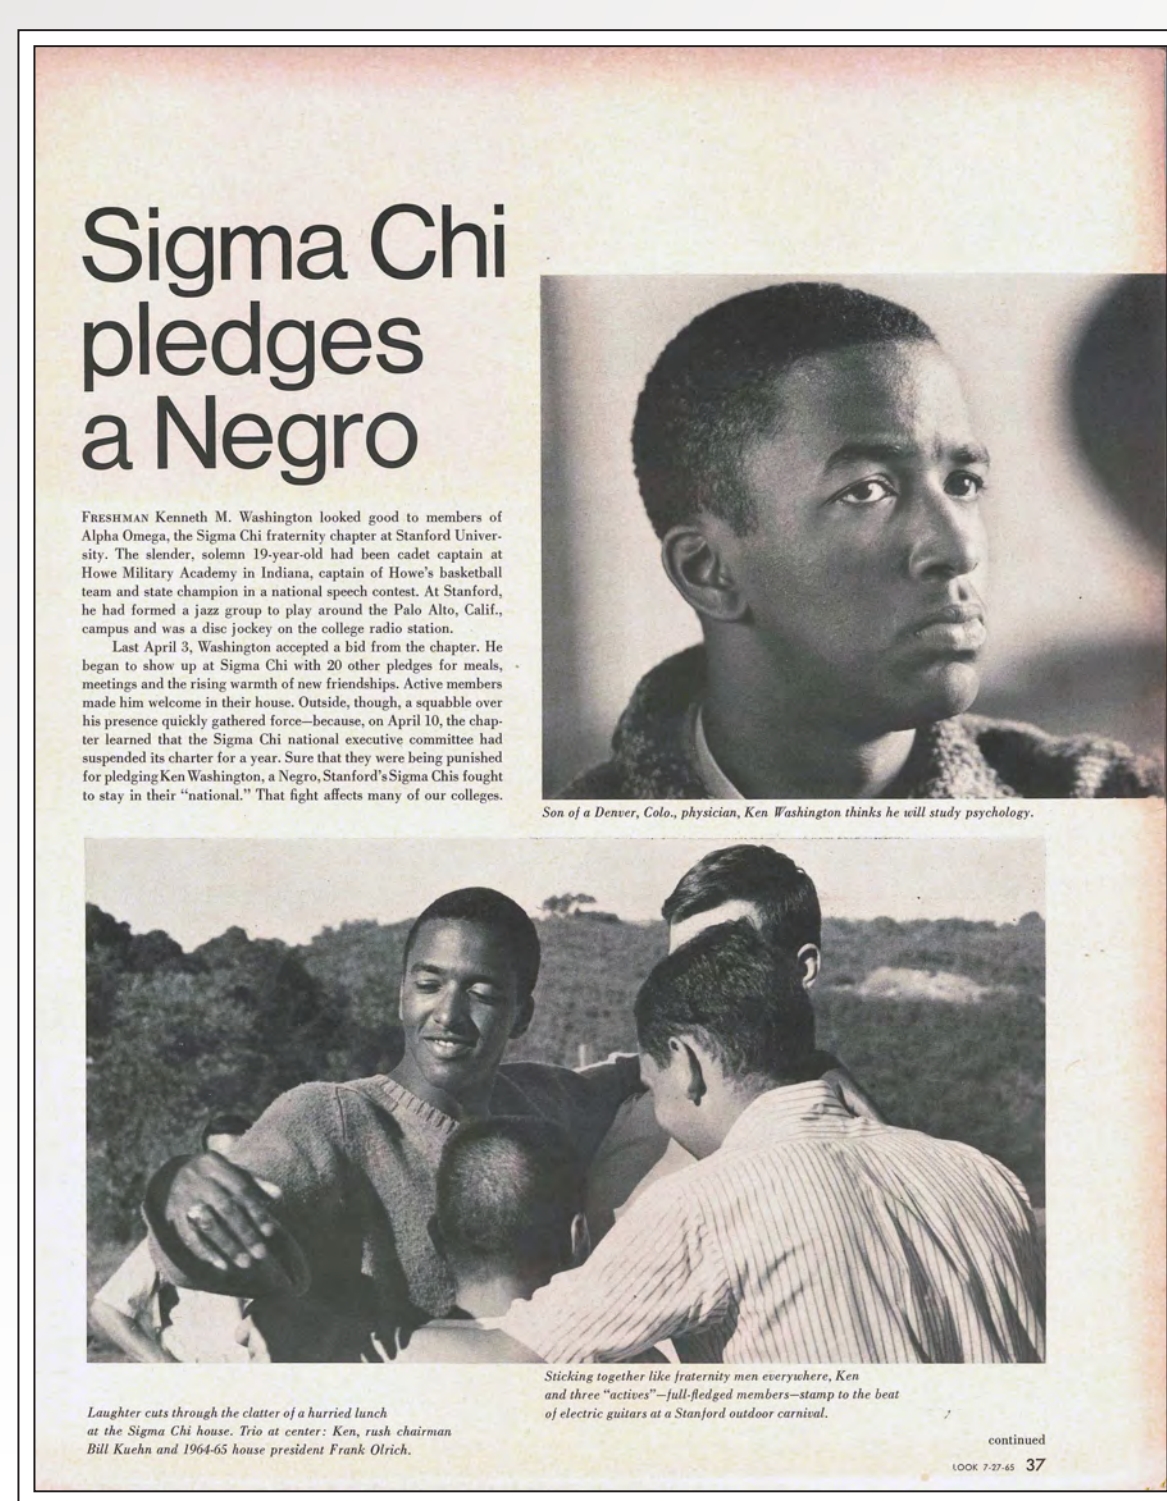 Sigma Chi
pledges
a Negro
FRESHMAN Kenneth M. Washington looked good to members of
Alpha Omega, the Sigma Chi fraternity chapter at Stanford Univer-
sity. The slender, solemn 19-year-old had been cadet captain at
Howe Military Academy in Indiana, captain of Howe's basketball
team and state champion in a national speech contest. At Stanford,
he had formed a jazz group to play around the Palo Alto, Calif.,
campus and was a disc jockey on the college radio station.
Last April 3, Washington accepted a bid from the chapter. He
began to show up at Sigma Chi with 20 other pledges for meals,
meetings and the rising warmth of new friendships. Active members
made him welcome in their house. Outside, though, a squabble over
his presence quickly gathered force—because, on April 10, the chap-
ter learned that the Sigma Chi national executive committee had
suspended its charter for a year. Sure that they were being punished
for pledging Ken Washington, a Negro, Stanford's Sigma Chis fought
to stay in their "national." That fight affects many of our colleges.
Son of a Denver, Colo., physician, Ken Washington thinks he will study psychology.
Laughter cuts through the clatter of a hurried lunch
at the Sigma Chi house. Trio at center: Ken, rush chairman
Bill Kuehn and 1964-65 house president Frank Olrich.
Sticking together like fraternity men everywhere, Ken
and three "actives"—full-fledged members—stamp to the beat
of electric guitars at a Stanford outdoor carnival.
continued
LOOK 7-27-65 37